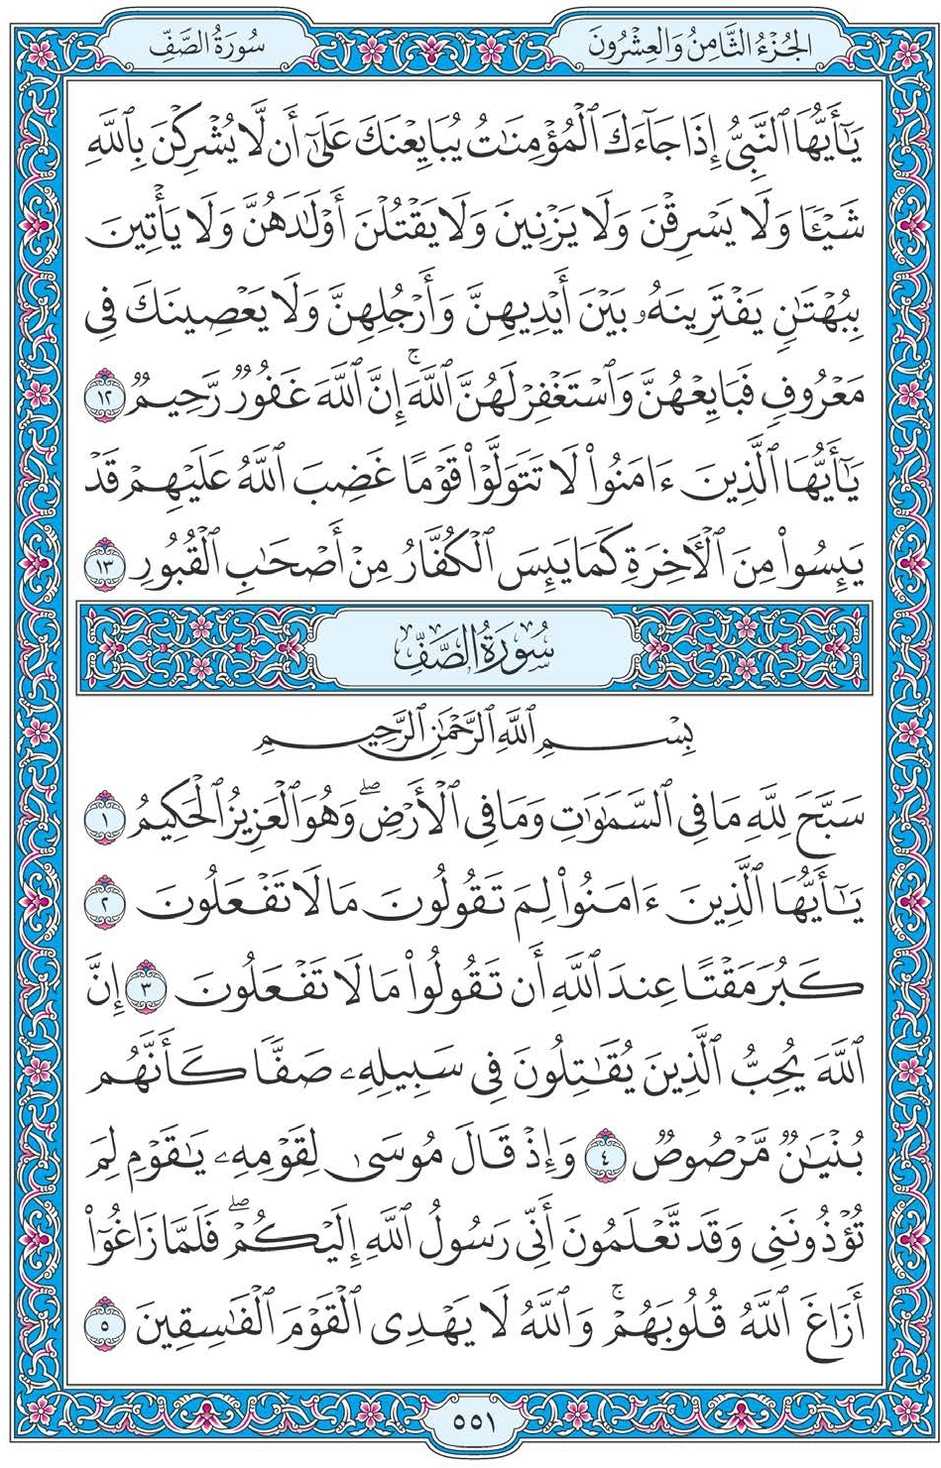 الجُزْءُ الثَّامِنُ وَالعِشْرُونَ
سُورَةُ الصَّفِّ
يَٰٓأَيُّهَا ٱلنَّبِيُّ إِذَا جَآءَكَ ٱلْمُؤْمِنَٰتُ يُبَايِعْنَكَ عَلَىٰٓ أَن لَّا يُشْرِكْنَ بِٱللَّهِ
شَيْـًٔا وَلَا يَسْرِقْنَ وَلَا يَزْنِينَ وَلَا يَقْتُلْنَ أَوْلَٰدَهُنَّ وَلَا يَأْتِينَ
بِبُهْتَٰنٍ يَفْتَرِينَهُۥ بَيْنَ أَيْدِيهِنَّ وَأَرْجُلِهِنَّ وَلَا يَعْصِينَكَ فِي
مَعْرُوفٍ فَبَايِعْهُنَّ وَٱسْتَغْفِرْ لَهُنَّ ٱللَّهَۚ إِنَّ ٱللَّهَ غَفُورٌ رَّحِيمٌ ١٢
يَٰٓأَيُّهَا ٱلَّذِينَ ءَامَنُوا۟ لَا تَتَوَلَّوْا۟ قَوْمًا غَضِبَ ٱللَّهُ عَلَيْهِمْ قَدْ
يَئِسُوا۟ مِنَ ٱلْـَٔاخِرَةِ كَمَا يَئِسَ ٱلْكُفَّارُ مِنْ أَصْحَٰبِ ٱلْقُبُورِ ١٣
سُورَةُ الصَّفِّ
بِسْمِ ٱللَّهِ ٱلرَّحْمَٰنِ ٱلرَّحِيمِ
سَبَّحَ لِلَّهِ مَا فِي ٱلسَّمَٰوَٰتِ وَمَا فِي ٱلْأَرْضِۖ وَهُوَ ٱلْعَزِيزُ ٱلْحَكِيمُ ١
يَٰٓأَيُّهَا ٱلَّذِينَ ءَامَنُوا۟ لِمَ تَقُولُونَ مَا لَا تَفْعَلُونَ ٢
كَبُرَ مَقْتًا عِندَ ٱللَّهِ أَن تَقُولُوا۟ مَا لَا تَفْعَلُونَ ٣ إِنَّ
ٱللَّهَ يُحِبُّ ٱلَّذِينَ يُقَٰتِلُونَ فِي سَبِيلِهِۦ صَفًّا كَأَنَّهُم
بُنْيَٰنٌ مَّرْصُوصٌ ٤ وَإِذْ قَالَ مُوسَىٰ لِقَوْمِهِۦ يَٰقَوْمِ لِمَ
تُؤْذُونَنِي وَقَد تَّعْلَمُونَ أَنِّي رَسُولُ ٱللَّهِ إِلَيْكُمْۖ فَلَمَّا زَاغُوٓا۟
أَزَاغَ ٱللَّهُ قُلُوبَهُمْۚ وَٱللَّهُ لَا يَهْدِي ٱلْقَوْمَ ٱلْفَٰسِقِينَ ٥
٥٥١